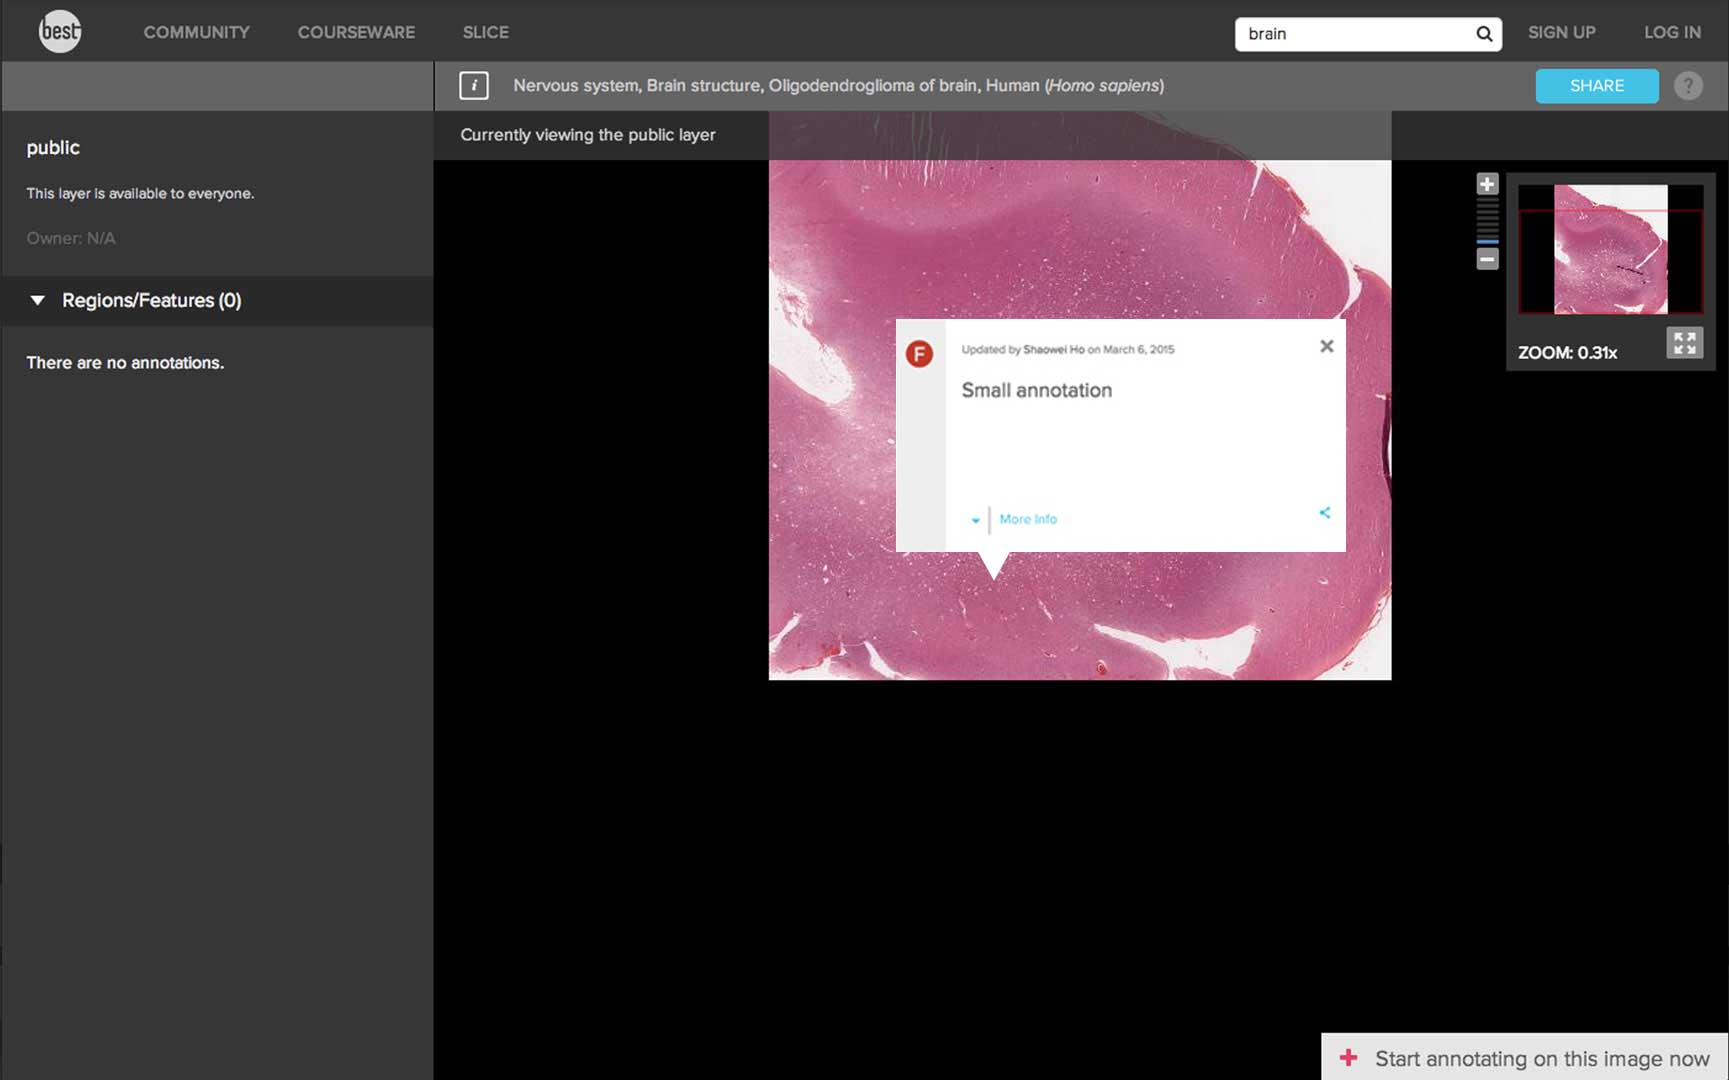 best
COMMUNITY
COURSEWARE
SLICE
brain
SIGN UP
LOG IN
i
Nervous system, Brain structure, Oligodendroglioma of brain, Human (Homo sapiens)
SHARE
?
public
This layer is available to everyone.
Owner: N/A
Regions/Features (0)
There are no annotations.
Currently viewing the public layer
ZOOM: 0.31x
F
Updated by Shaowei Ho on March 6, 2015
Small annotation
More Info
Start annotating on this image now